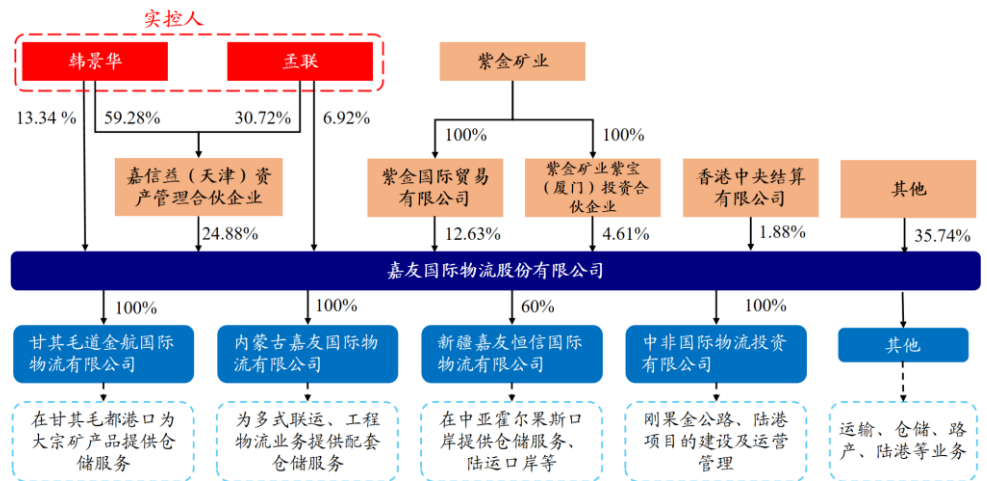 实控人
韩景华
孟联
紫金矿业
13.34 %
59.28%
30.72%
6.92%
100%
100%
嘉信益（天津）资
产管理合伙企业
紫金国际贸易
有限公司
紫金矿业紫宝
（厦门）投资合
伙企业
香港中央结算
有限公司
其他
24.88%
12.63%
4.61%
1.88%
35.74%
嘉友国际物流股份有限公司
100%
100%
60%
100%
甘其毛道金航国际
物流有限公司
内蒙古嘉友国际物
流有限公司
新疆嘉友恒信国际
物流有限公司
中非国际物流投资
有限公司
其他
在甘其毛都港口为
大宗矿产品提供仓
储服务
为多式联运、工程
物流业务提供配套
仓储服务
在中亚霍尔果斯口
岸提供仓储服务、
陆运口岸等
刚果金公路、陆港
项目的建设及运营
管理
运输、仓储、路
产、陆港等业务